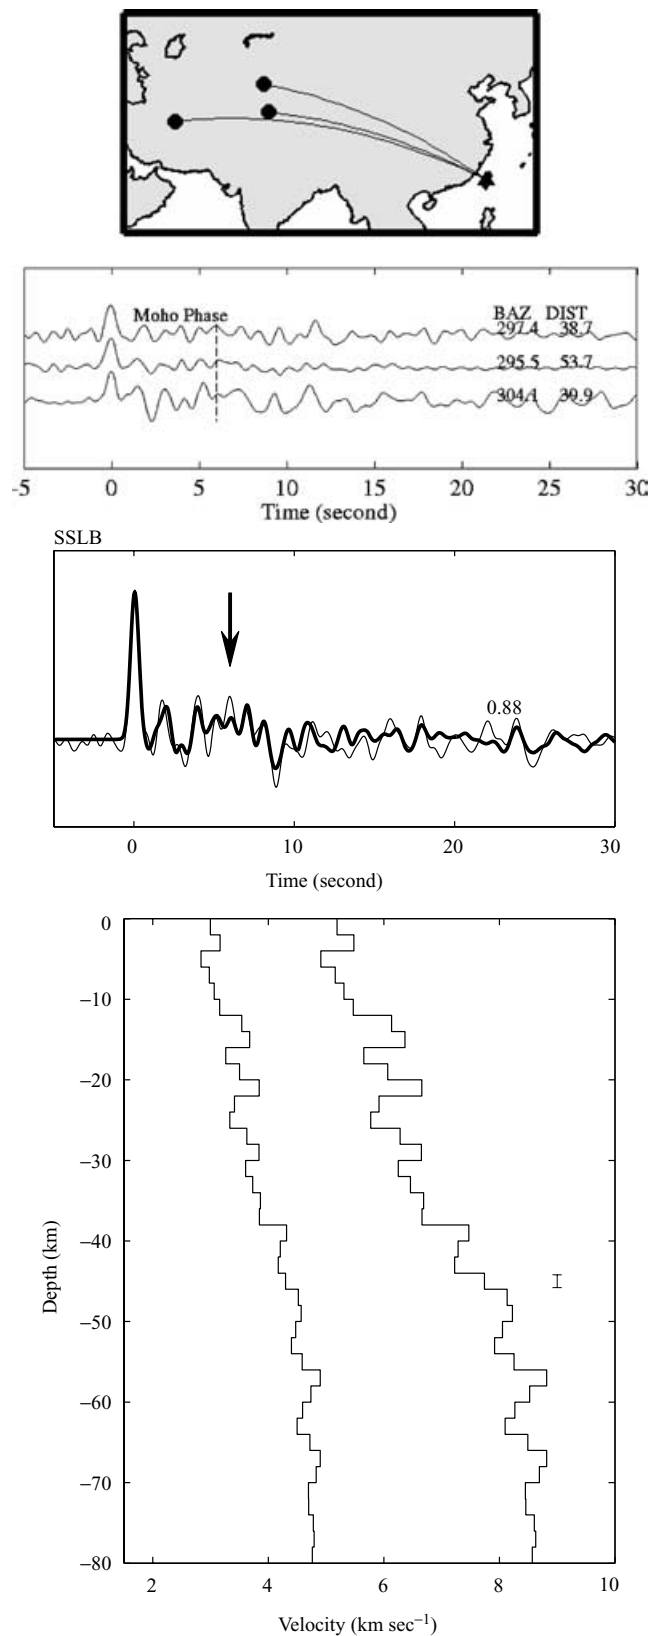 Moho Phase
BAZ DIST
297.4 38.7
295.5 53.7
304.1 39.9
-5 0 5 10 15 20 25 30
Time (second)
SSLB
0.88
0 10 20 30
Time (second)
0
−10
−20
−30
−40
−50
−60
−70
−80
Depth (km)
2 4 6 8 10
Velocity (km sec⁻¹)